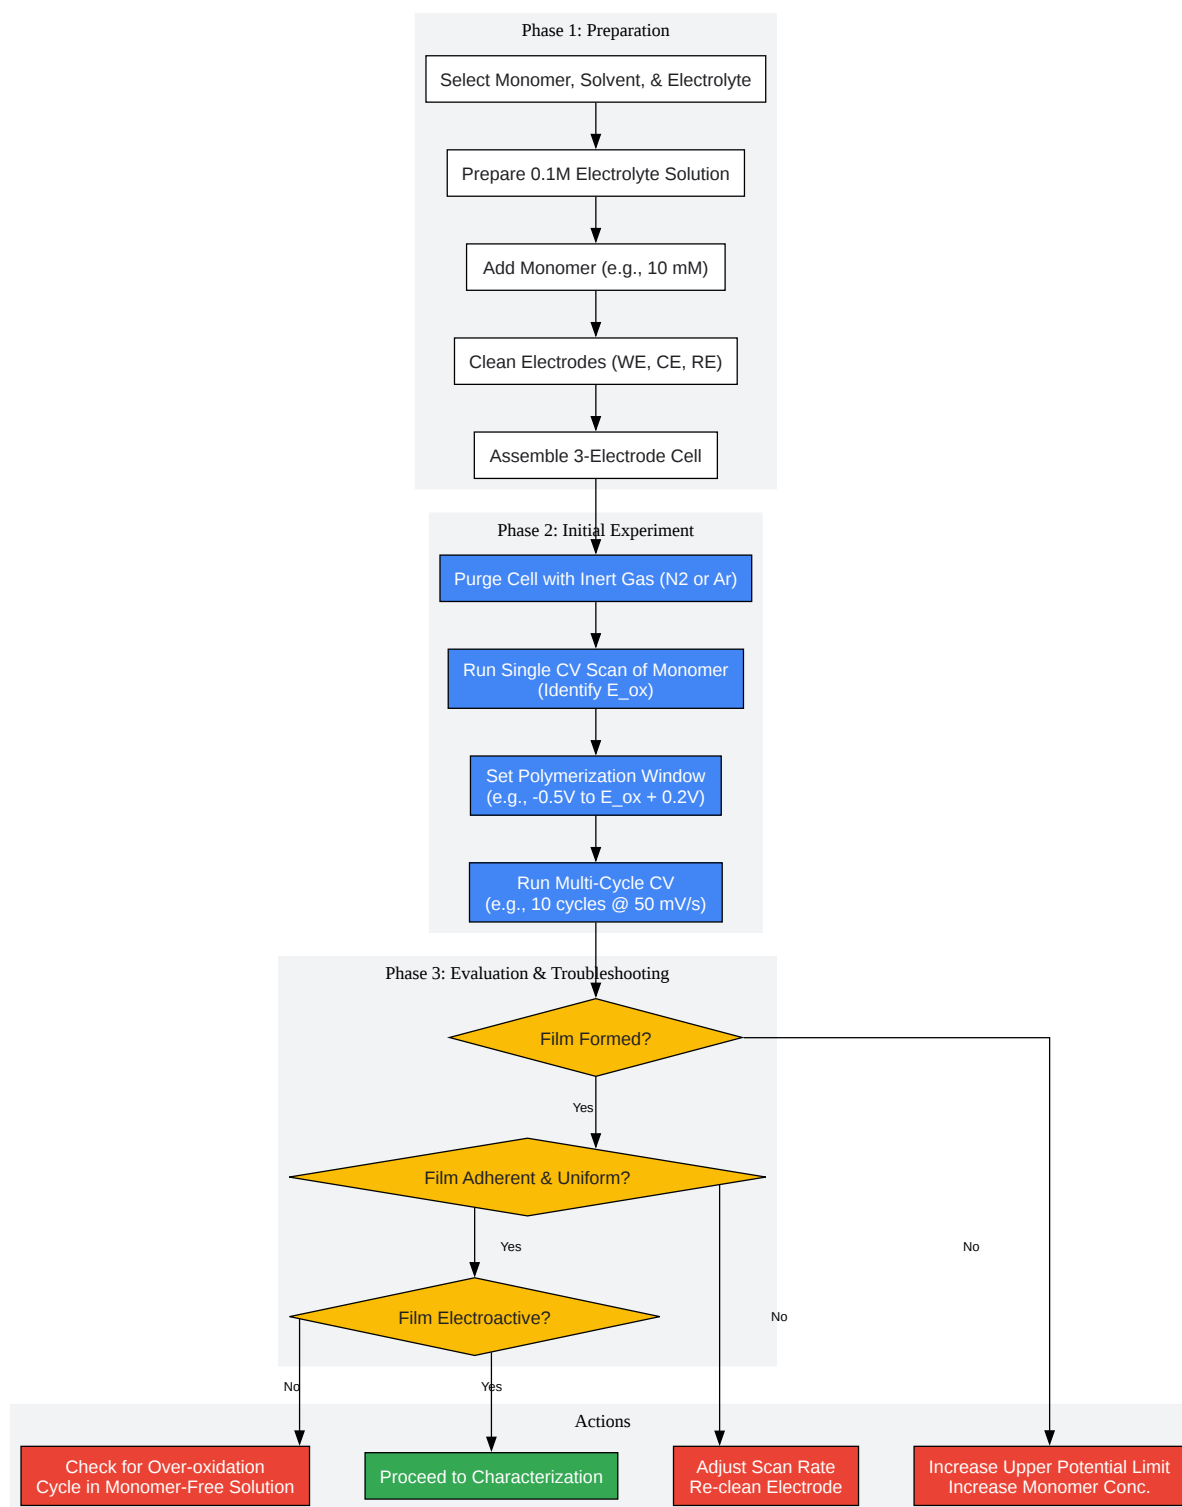 Phase 1: Preparation
Select Monomer, Solvent, & Electrolyte
Prepare 0.1M Electrolyte Solution
Add Monomer (e.g., 10 mM)
Clean Electrodes (WE, CE, RE)
Assemble 3-Electrode Cell
Phase 2: Initial Experiment
Purge Cell with Inert Gas (N2 or Ar)
Run Single CV Scan of Monomer
(Identify E_ox)
Set Polymerization Window
(e.g., -0.5V to E_ox + 0.2V)
Run Multi-Cycle CV
(e.g., 10 cycles @ 50 mV/s)
Phase 3: Evaluation & Troubleshooting
Film Formed?
Yes
Film Adherent & Uniform?
Yes
No
Film Electroactive?
No
No
Yes
Actions
Check for Over-oxidation
Cycle in Monomer-Free Solution
Proceed to Characterization
Adjust Scan Rate
Re-clean Electrode
Increase Upper Potential Limit
Increase Monomer Conc.